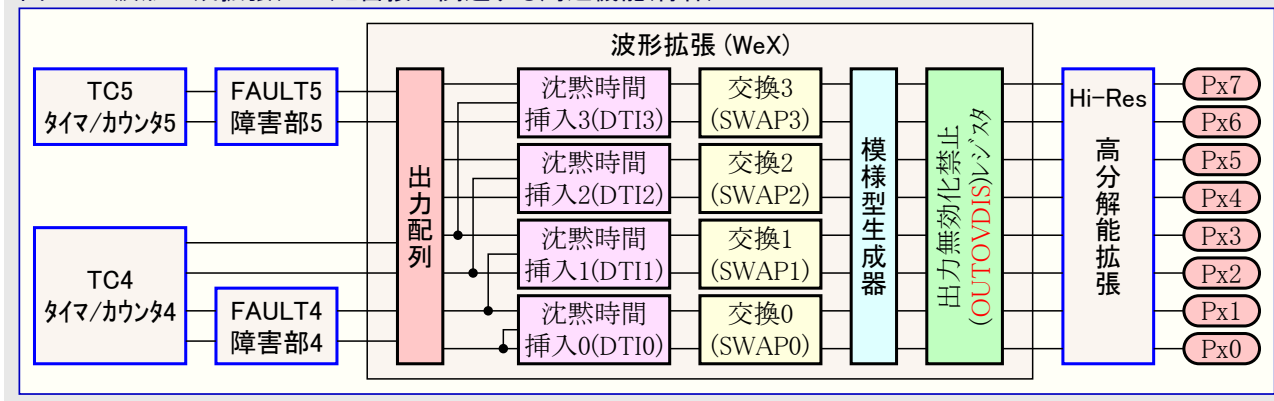 波形拡張 (WeX)
TC5
タイマ/カウンタ5
FAULT5
障害部5
TC4
タイマ/カウンタ4
FAULT4
障害部4
出力配列
沈黙時間
挿入3(DTI3)
沈黙時間
挿入2(DTI2)
沈黙時間
挿入1(DTI1)
沈黙時間
挿入0(DTI0)
交換3
(SWAP3)
交換2
(SWAP2)
交換1
(SWAP1)
交換0
(SWAP0)
模様型生成器
出力無効化禁止
(OUTOVDIS)レジスタ
Hi-Res
高分解能拡張
Px7
Px6
Px5
Px4
Px3
Px2
Px1
Px0